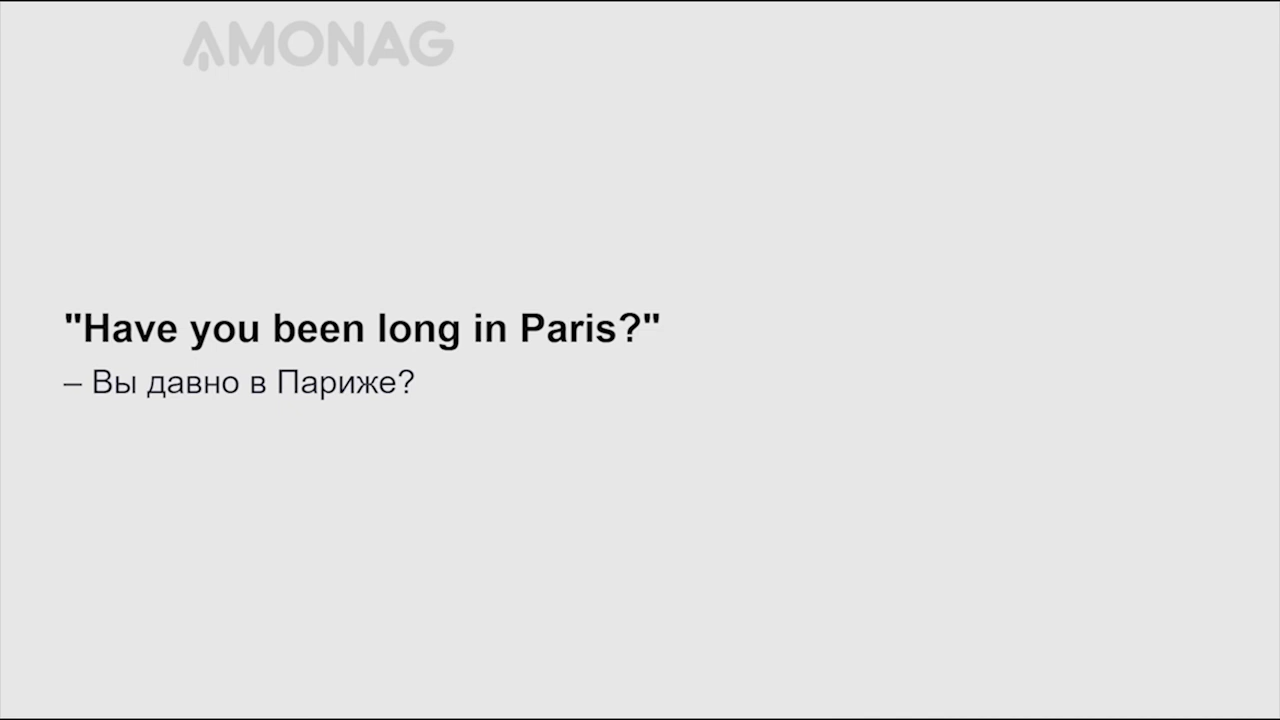 AMONAG
"Have you been long in Paris?"
– Вы давно в Париже?